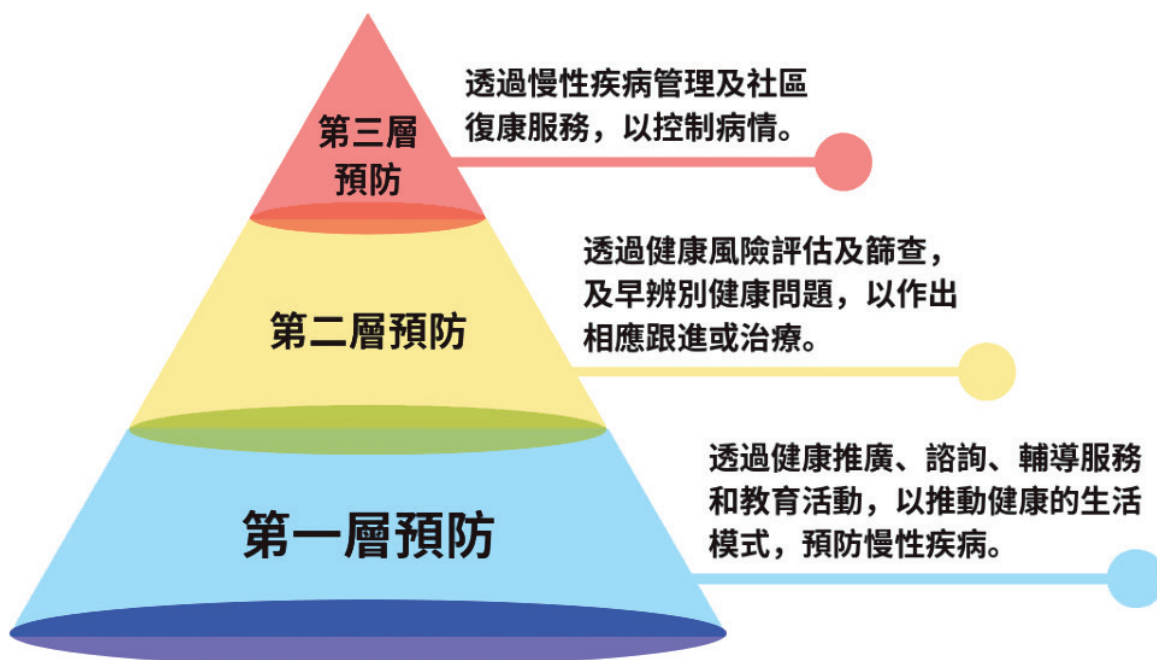 第三層
預防
透過慢性疾病管理及社區
復康服務，以控制病情。
第二層預防
透過健康風險評估及篩查，
及早辨別健康問題，以作出
相應跟進或治療。
第一層預防
透過健康推廣、諮詢、輔導服務
和教育活動，以推動健康的生活
模式，預防慢性疾病。